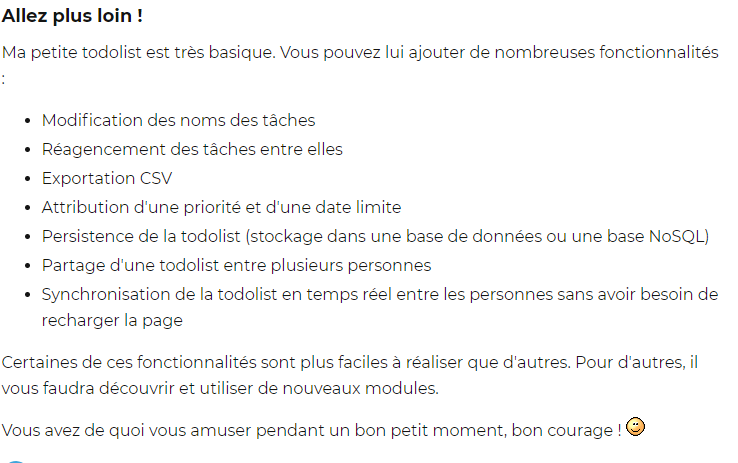 Allez plus loin !
Ma petite todolist est très basique. Vous pouvez lui ajouter de nombreuses fonctionnalités
:
• Modification des noms des tâches
• Réagencement des tâches entre elles
• Exportation CSV
• Attribution d'une priorité et d'une date limite
• Persistence de la todolist (stockage dans une base de données ou une base NoSQL)
• Partage d'une todolist entre plusieurs personnes
• Synchronisation de la todolist en temps réel entre les personnes sans avoir besoin de
recharger la page
Certaines de ces fonctionnalités sont plus faciles à réaliser que d'autres. Pour d'autres, il
vous faudra découvrir et utiliser de nouveaux modules.
Vous avez de quoi vous amuser pendant un bon petit moment, bon courage !